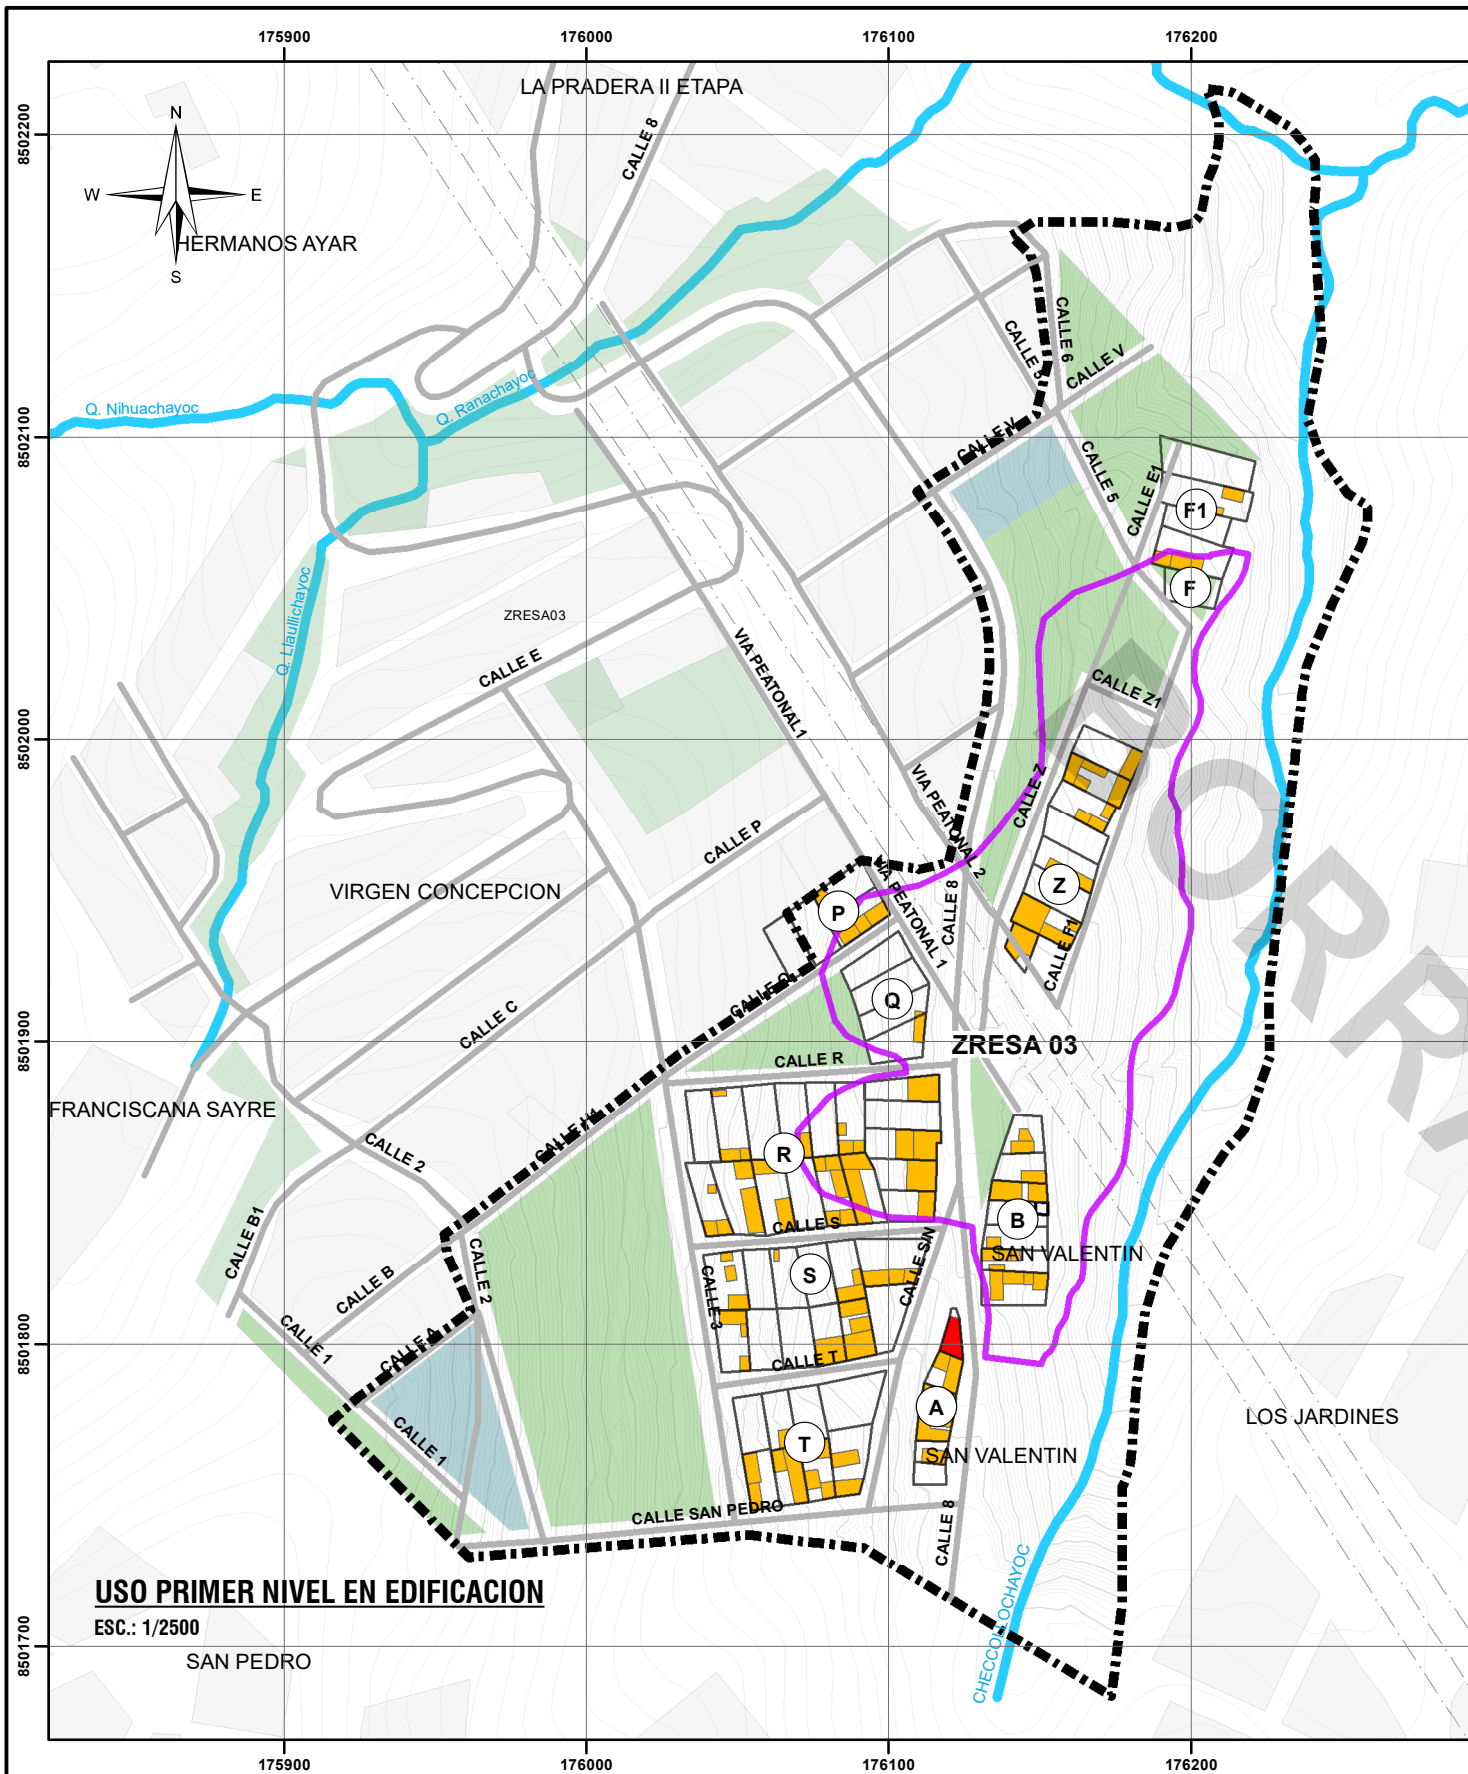 175900
176000
176100
176200
LA PRADERA II ETAPA
CALLE 8
8502200
N
W
E
S
HERMANOS AYAR
CALLE 6
CALLE 5
CALLE V
Q. Nihuachayoc
Q. Ranachayoc
8502100
CALLE V
CALLE 5
CALLE E1
F1
F
Q. Llaullichayoc
ZRESA03
CALLE E
VIA PEATONAL 1
CALLE Z1
8502000
CALLE Z
VIA PEATONAL 2
CALLE P
VIRGEN CONCEPCION
VIA PEATONAL 1
CALLE 8
Z
P
CALLE F1
CALLE Q
Q
CALLE C
8501900
ZRESA 03
CALLE R
FRANCISCANA SAYRE
CALLE 2
R
CALLE B1
CALLE S
B
SAN VALENTIN
CALLE S/N
CALLE 2
CALLE B
S
CALLE 3
8501800
CALLE 1
CALLE A
CALLE T
A
LOS JARDINES
CALLE 1
T
SAN VALENTIN
CALLE SAN PEDRO
CALLE 8
CHECCOLLOCHAYOC
USO PRIMER NIVEL EN EDIFICACION
ESC.: 1/2500
8501700
SAN PEDRO
175900
176000
176100
176200